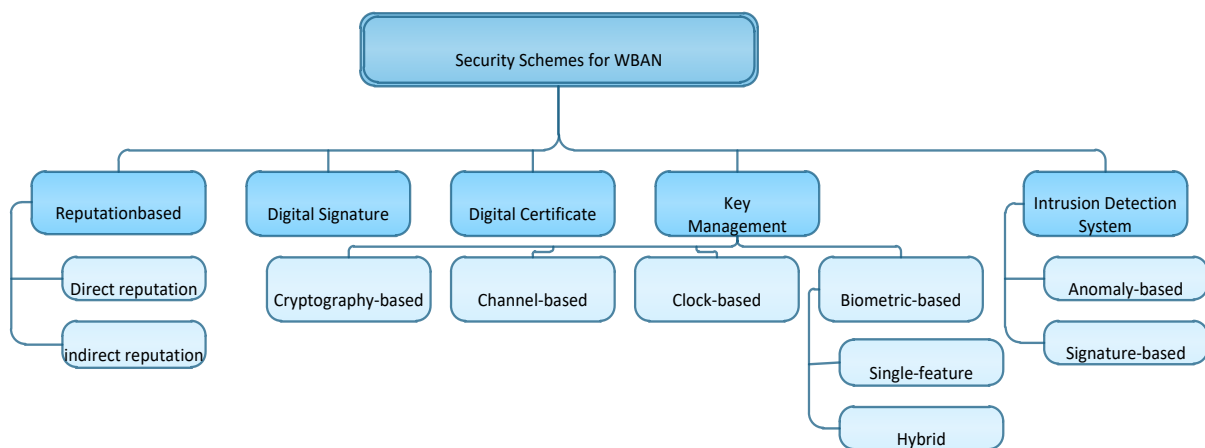 Security Schemes for WBAN
Reputationbased
Digital Signature
Digital Certificate
Key
Management
Intrusion Detection
System
Direct reputation
indirect reputation
Cryptography-based
Channel-based
Clock-based
Biometric-based
Single-feature
Hybrid
Anomaly-based
Signature-based